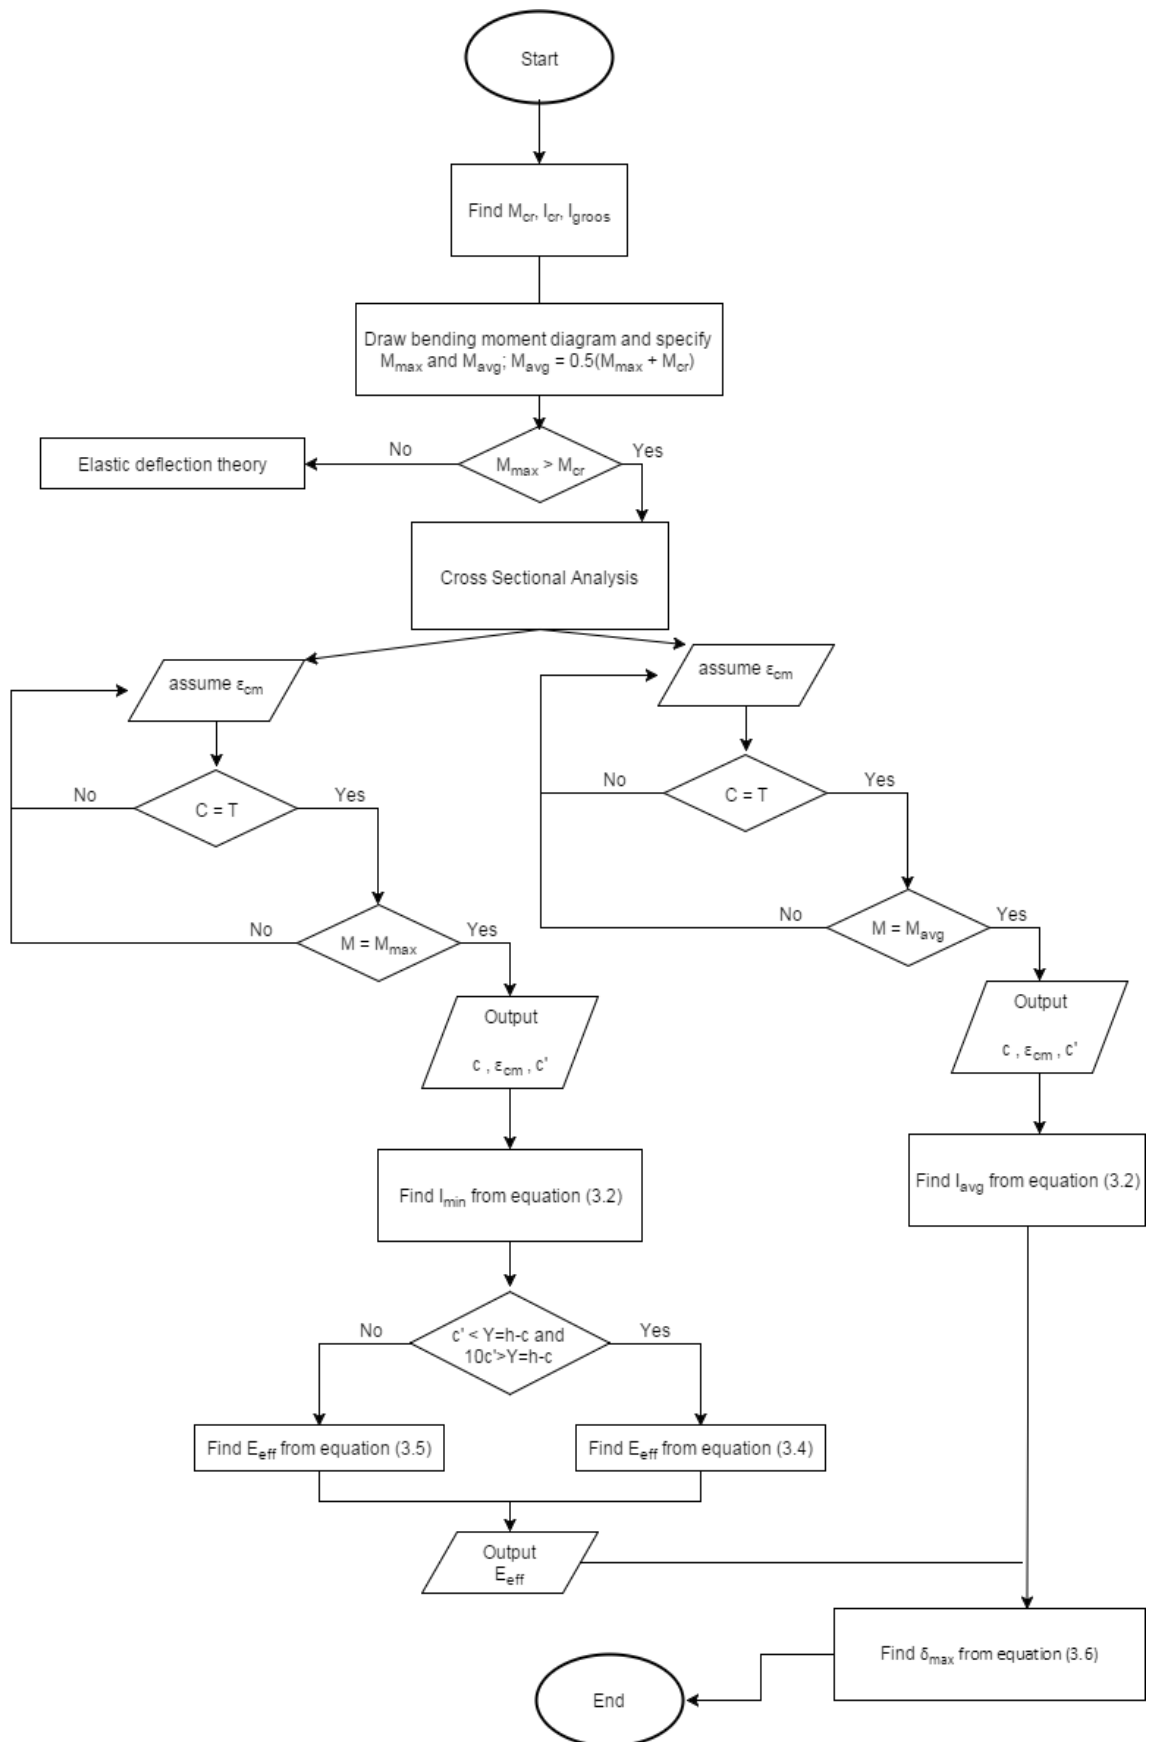 Start
Find Mcr, Icr, Igroos
Draw bending moment diagram and specify
Mmax and Mavg; Mavg = 0.5(Mmax + Mcr)
No
Yes
Elastic deflection theory
Mmax > Mcr
Cross Sectional Analysis
assume εcm
assume εcm
No
Yes
C = T
No
Yes
C = T
No
Yes
M = Mmax
No
Yes
M = Mavg
Output
c , εcm , c'
Output
c , εcm , c'
Find Imin from equation (3.2)
Find Iavg from equation (3.2)
No
Yes
c' < Y=h-c and
10c'>Y=h-c
Find Eeff from equation (3.5)
Find Eeff from equation (3.4)
Output
Eeff
Find δmax from equation (3.6)
End